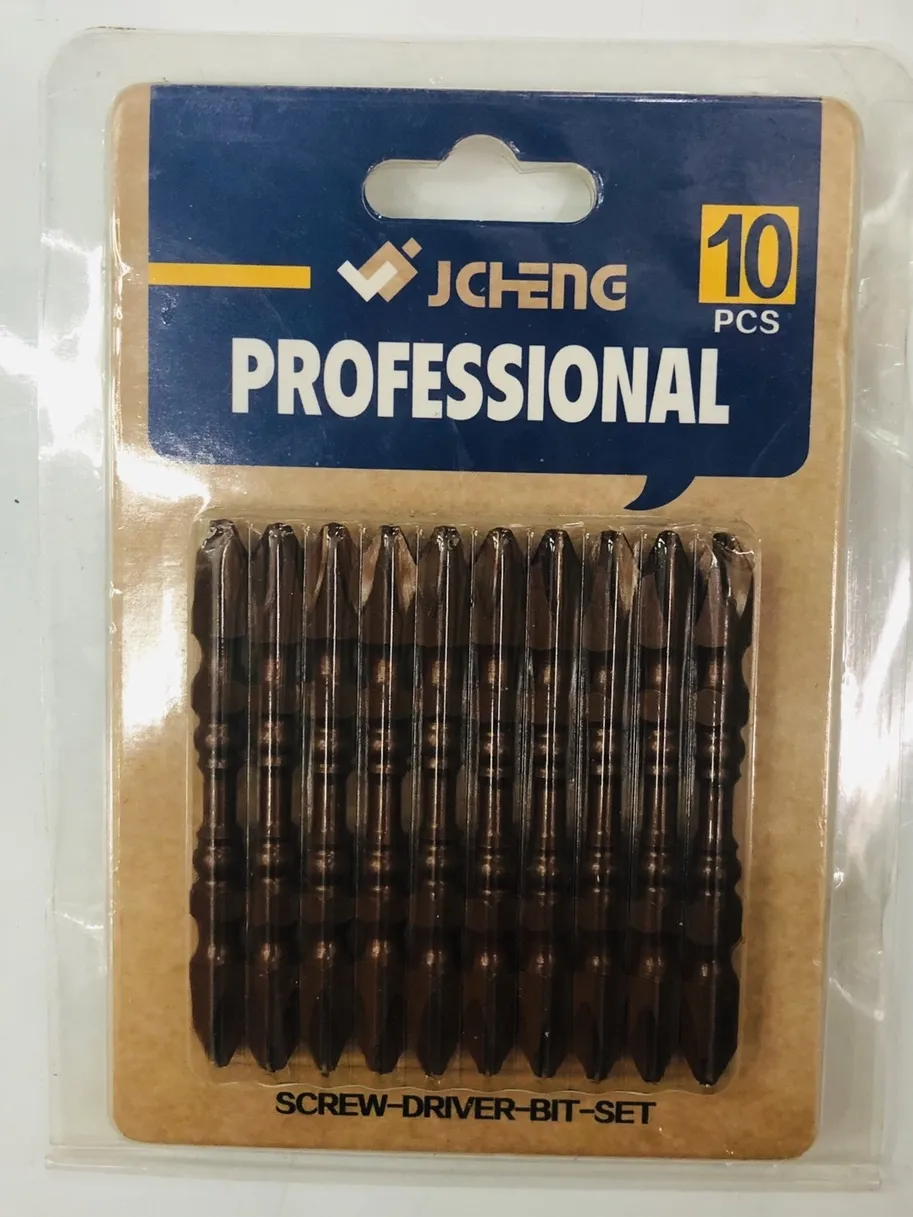 JCHENG
10
PCS
PROFESSIONAL
SCREW-DRIVER-BIT-SET